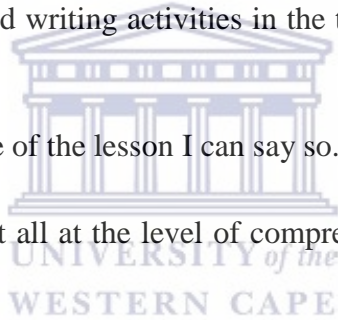 d writing activities in the t
e of the lesson I can say so.
t all at the level of compre
UNIVERSITY of the
WESTERN CAPE